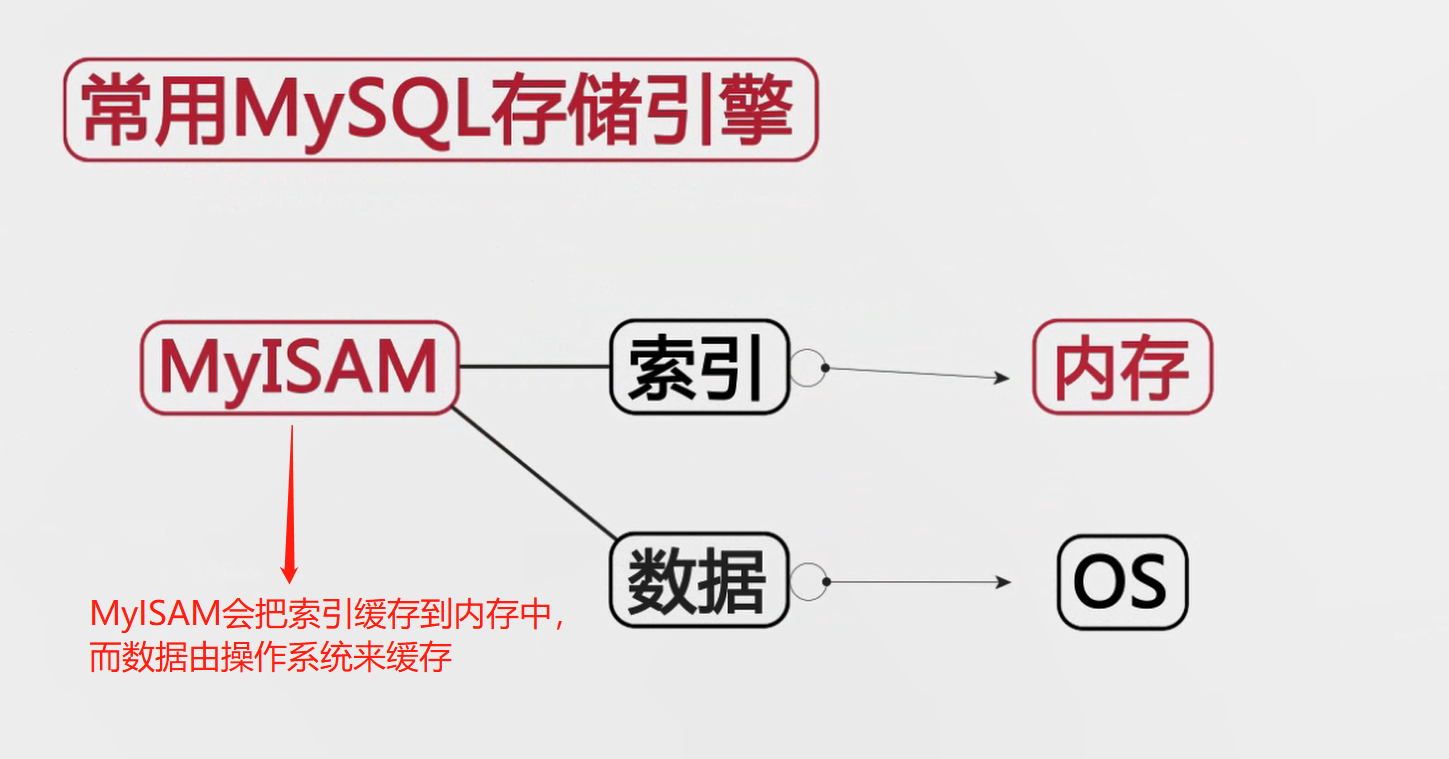 常用MySQL存储引擎
MyISAM
索引
内存
数据
OS
MyISAM会把索引缓存到内存中，
而数据由操作系统来缓存